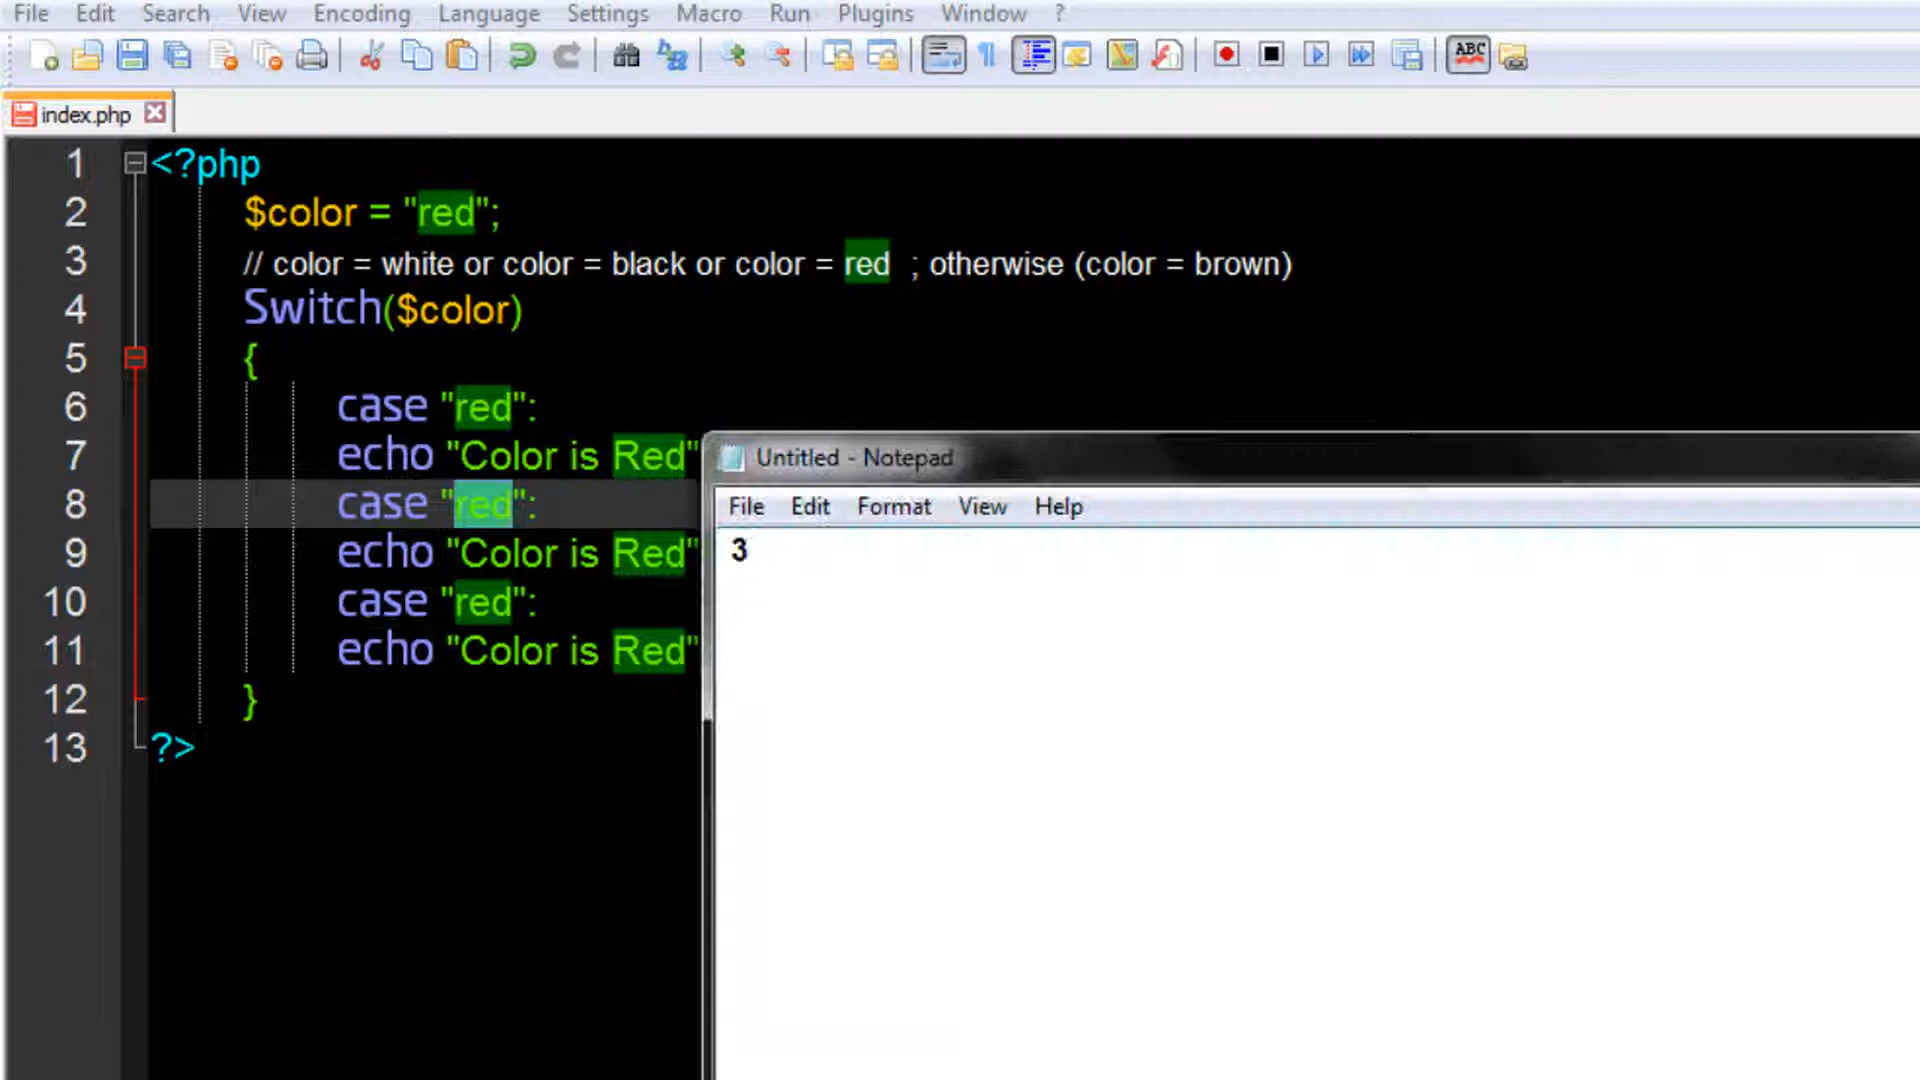 File Edit Search View Encoding Language Settings Macro Run Plugins Window ?
ABC
index.php
1 <?php
2 $color = "red";
3 // color = white or color = black or color = red ; otherwise (color = brown)
4 Switch($color)
5 {
6 case "red":
7 echo "Color is Red"
8 case "red":
9 echo "Color is Red"
10 case "red":
11 echo "Color is Red"
12 }
13 ?>
Untitled - Notepad
File Edit Format View Help
3